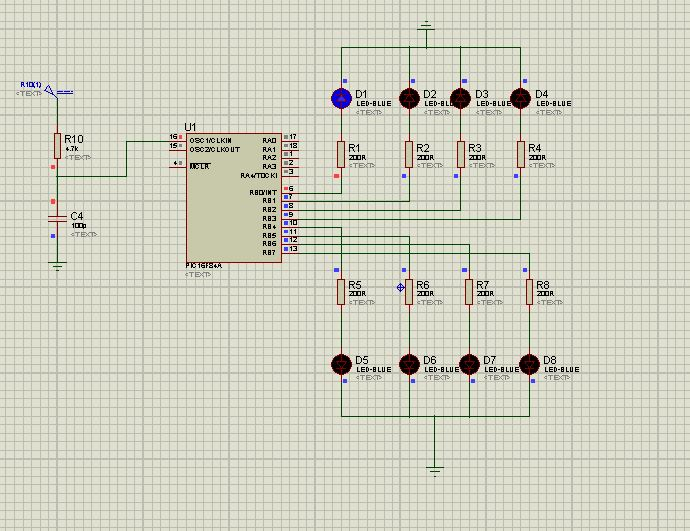 D1
LED-BLUE
<TEXT>
D2
LED-BLUE
<TEXT>
D3
LED-BLUE
<TEXT>
D4
LED-BLUE
<TEXT>
R10(1)
<TEXT>
R10
4.7k
<TEXT>
C4
100p
<TEXT>
U1
16 OSC1/CLKIN
15 OSC2/CLKOUT
4 MCLR
RA0 17
RA1 18
RA2 1
RA3 2
RA4/T0CKI 3
RB0/INT 6
RB1 7
RB2 8
RB3 9
RB4 10
RB5 11
RB6 12
RB7 13
PIC16F84A
<TEXT>
R1
200R
<TEXT>
R2
200R
<TEXT>
R3
200R
<TEXT>
R4
200R
<TEXT>
R5
200R
<TEXT>
R6
200R
<TEXT>
R7
200R
<TEXT>
R8
200R
<TEXT>
D5
LED-BLUE
<TEXT>
D6
LED-BLUE
<TEXT>
D7
LED-BLUE
<TEXT>
D8
LED-BLUE
<TEXT>